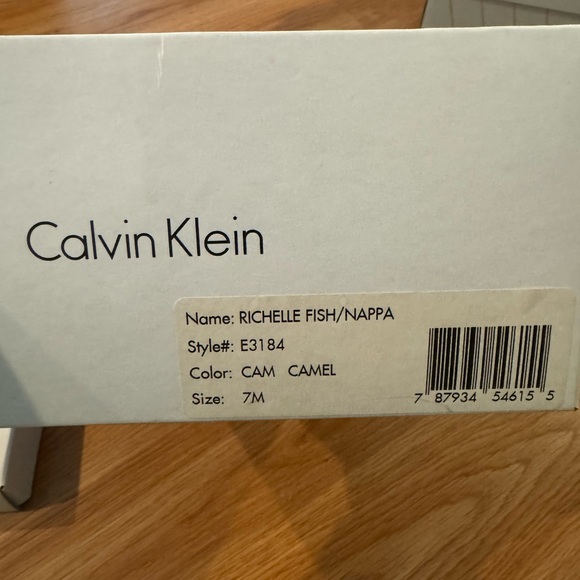 Calvin Klein
Name: RICHELLE FISH/NAPPA
Style#: E3184
Color: CAM CAMEL
Size: 7M
7 87934 54615 5